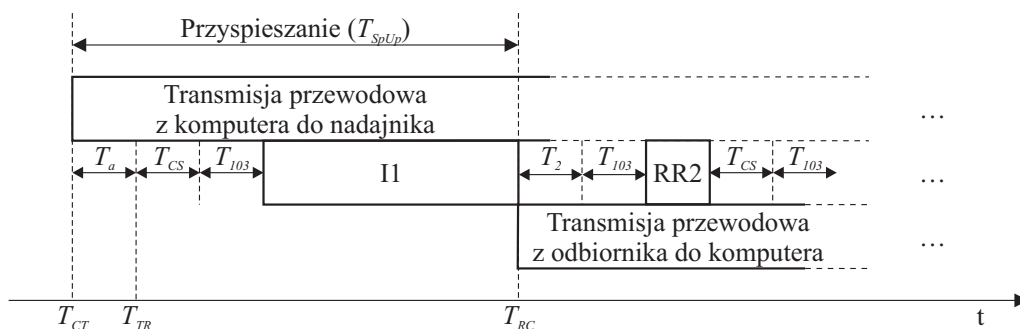 Przyspieszanie (T_SpUp)
Transmisja przewodowa
z komputera do nadajnika
...
T_a T_CS T_103 I1 T_2 T_103 RR2 T_CS T_103
...
Transmisja przewodowa
z odbiornika do komputera
...
T_CT T_TR T_RC t